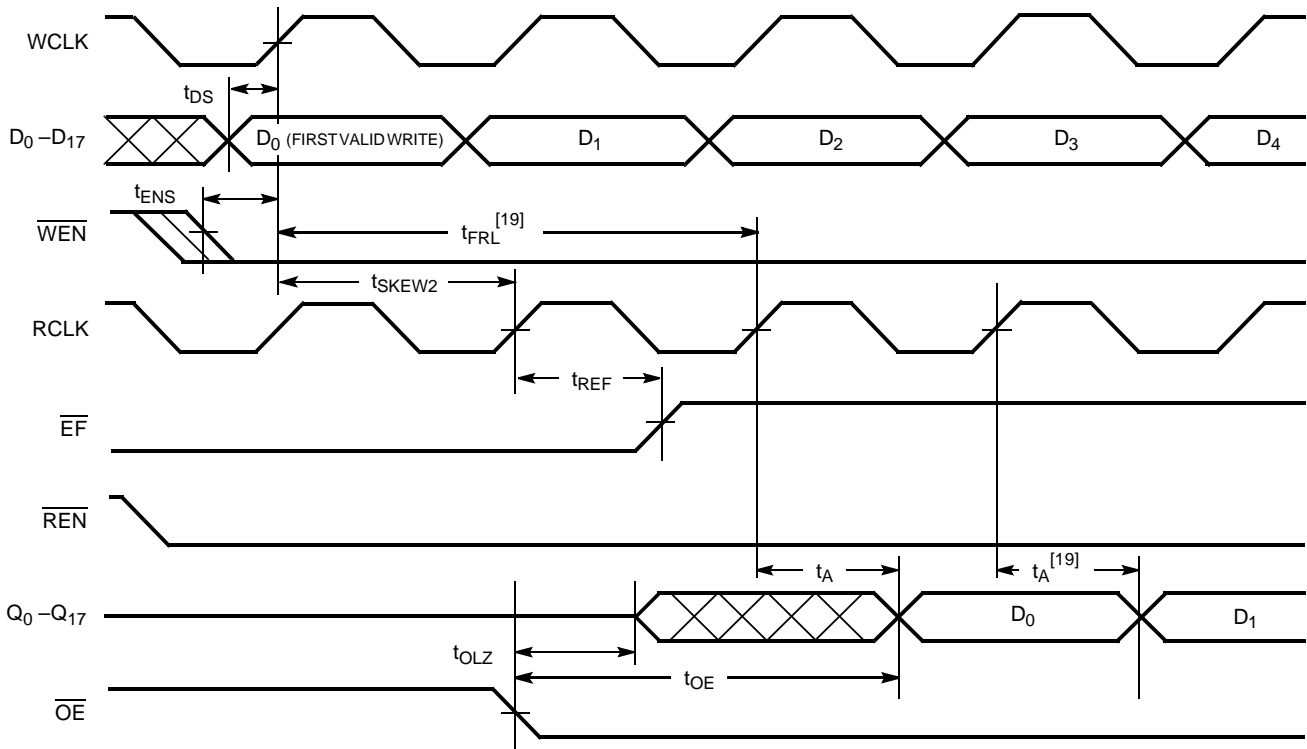 WCLK
tDS
D0 –D17
D0 (FIRST VALID WRITE)
D1
D2
D3
D4
tENS
WEN
tFRL[19]
tSKEW2
RCLK
tREF
EF
REN
tA
tA[19]
Q0 –Q17
D0
D1
tOLZ
tOE
OE